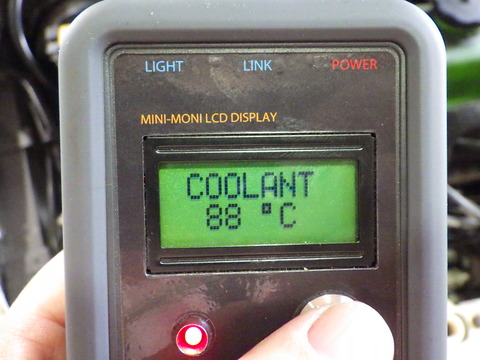 LIGHT LINK POWER
MINI-MONI LCD DISPLAY
COOLANT
88 °C